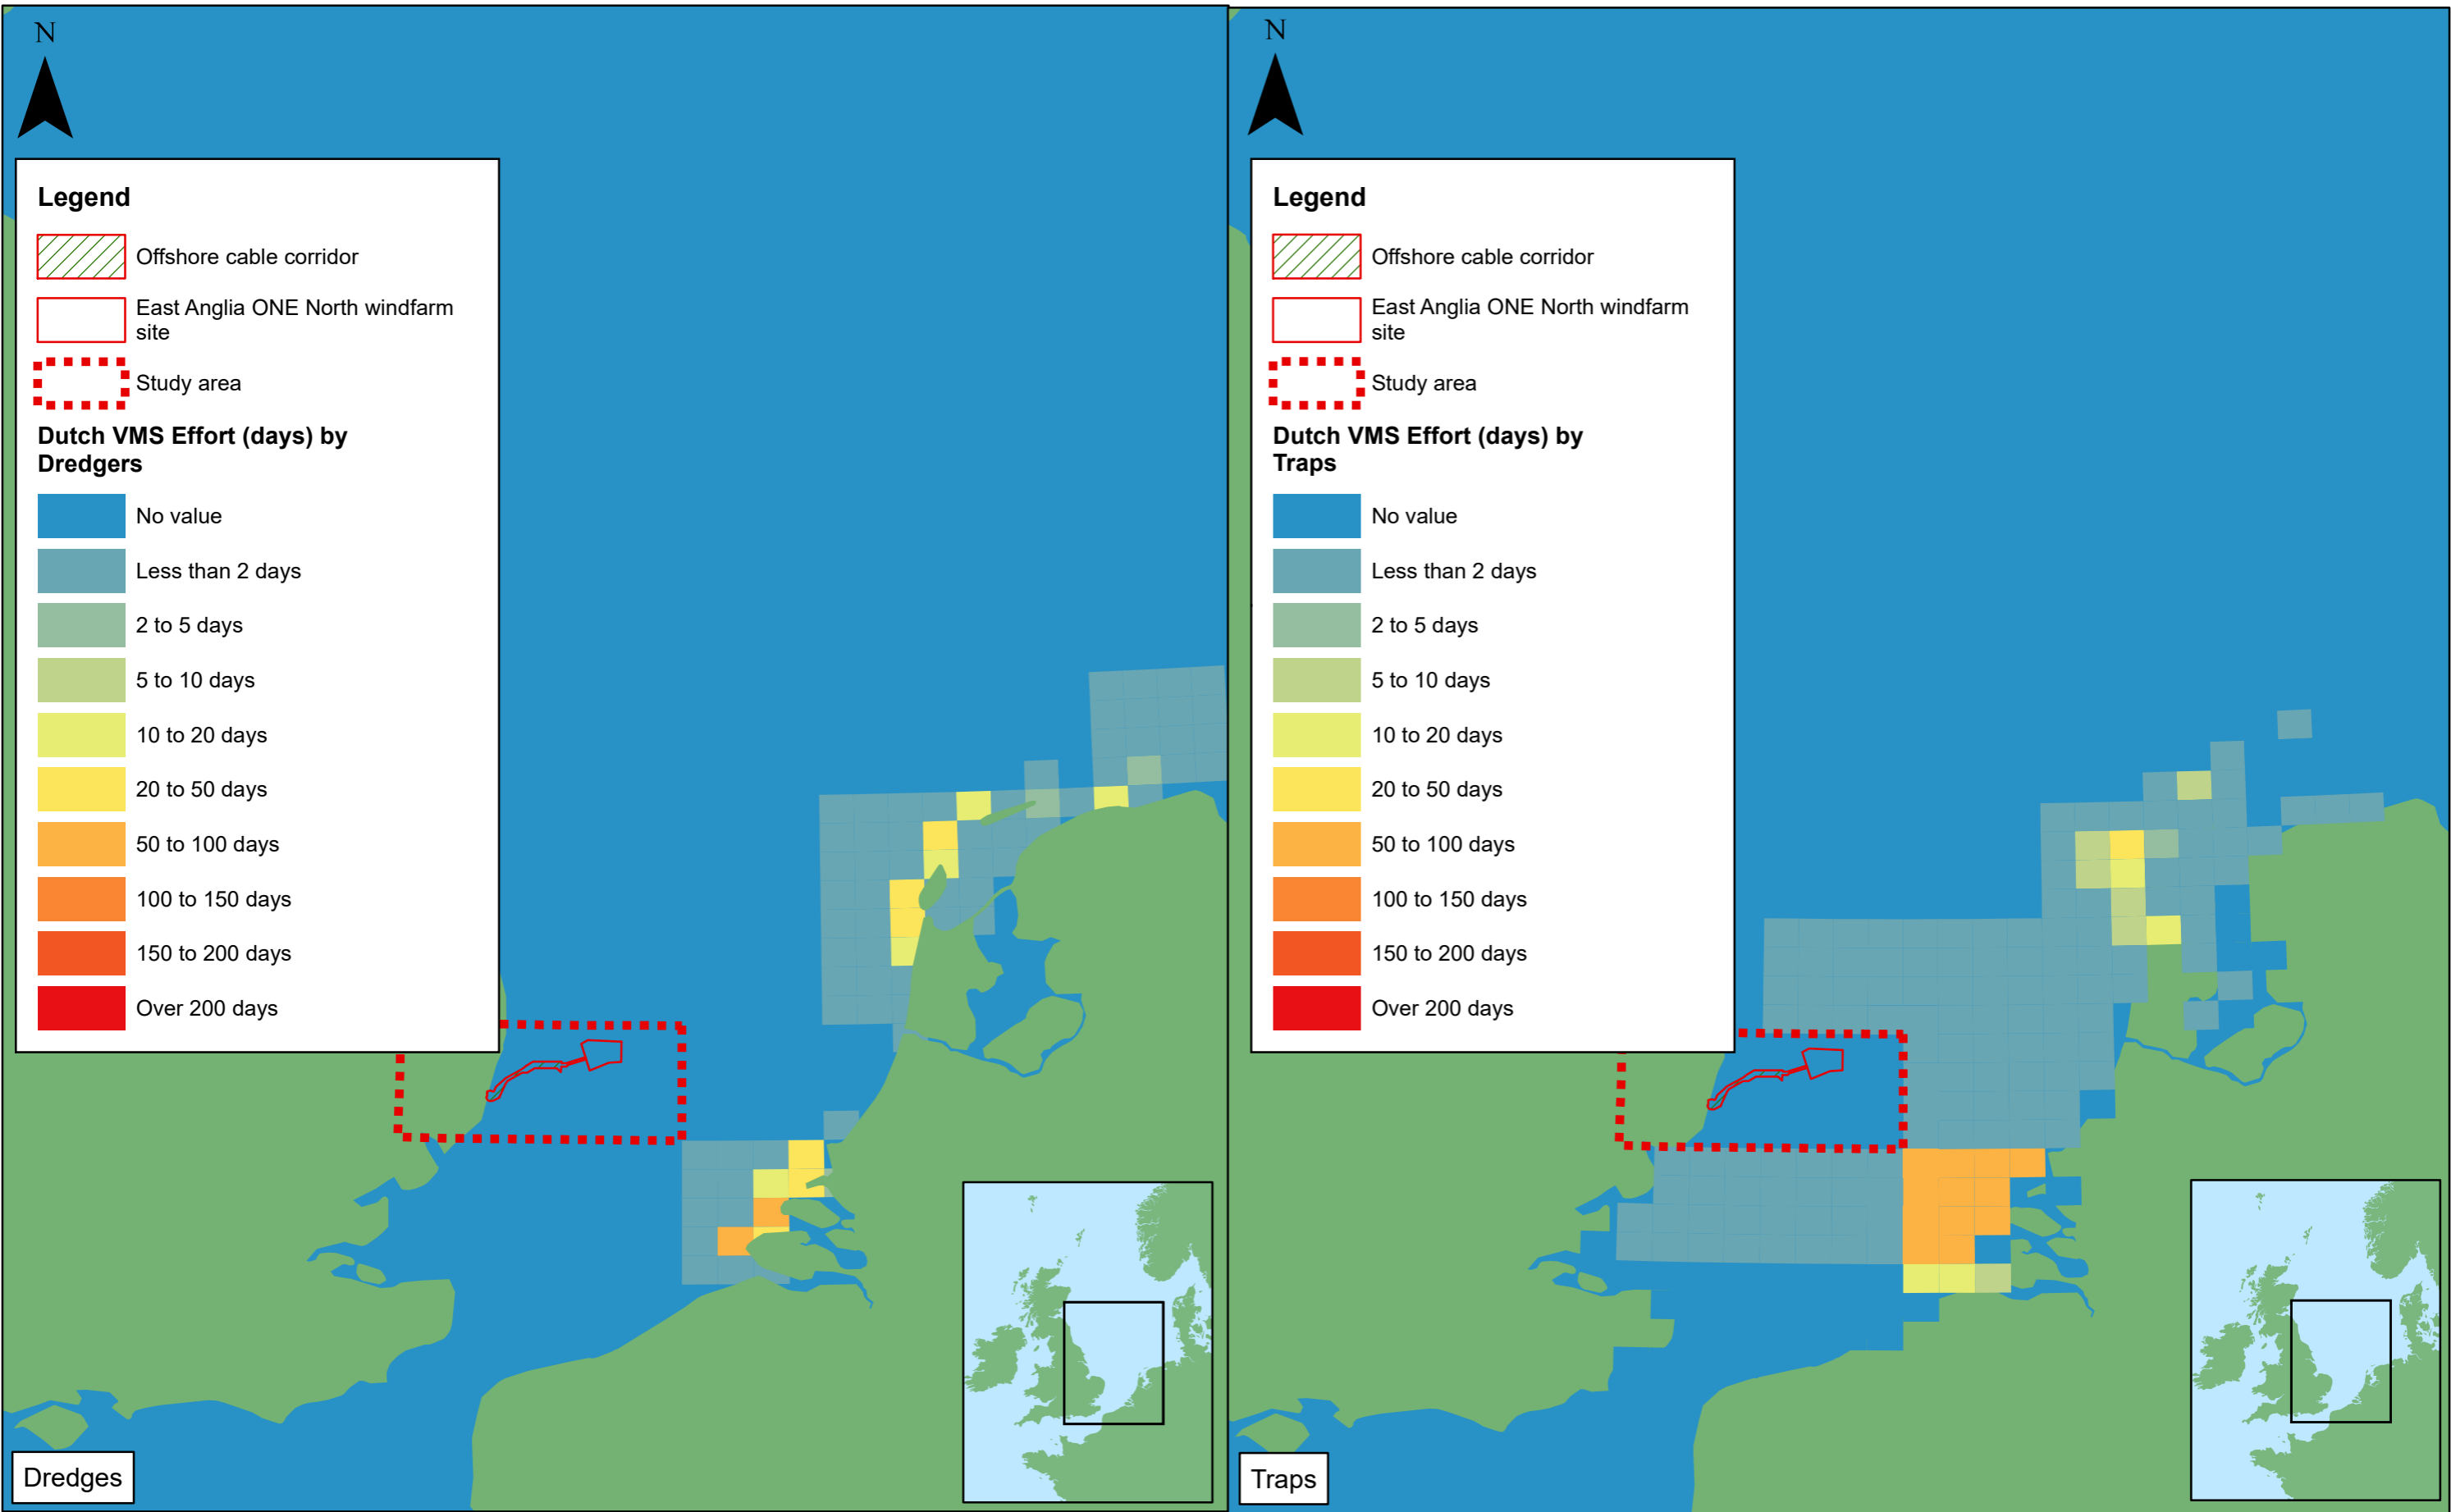 N
Legend
Offshore cable corridor
East Anglia ONE North windfarm
site
Study area
Dutch VMS Effort (days) by
Dredgers
No value
Less than 2 days
2 to 5 days
5 to 10 days
10 to 20 days
20 to 50 days
50 to 100 days
100 to 150 days
150 to 200 days
Over 200 days
Dredges
N
Legend
Offshore cable corridor
East Anglia ONE North windfarm
site
Study area
Dutch VMS Effort (days) by
Traps
No value
Less than 2 days
2 to 5 days
5 to 10 days
10 to 20 days
20 to 50 days
50 to 100 days
100 to 150 days
150 to 200 days
Over 200 days
Traps